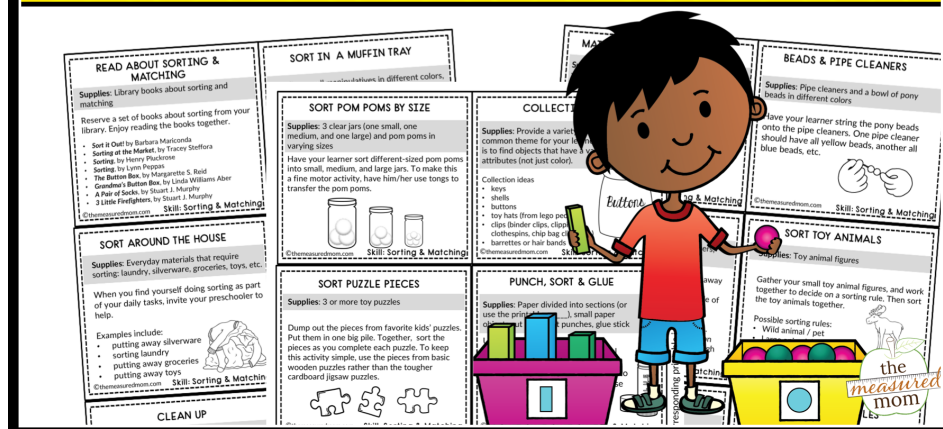 READ ABOUT SORTING &
MATCHING
Supplies: Library books about sorting and
matching
Reserve a set of books about sorting from your
library. Enjoy reading the books together.
• Sort it Out! by Barbara Mariconda
• Sorting at the Market, by Tracey Steffora
• Sorting, by Henry Pluckrose
• Sorting, by Lynn Peppas
• The Button Box, by Margarette S. Reid
• Grandma's Button Box, by Linda Williams Aber
• A Pair of Socks, by Stuart J. Murphy
• 3 Little Firefighters, by Stuart J. Murphy
©themeasuredmom.com Skill: Sorting & Matching
SORT IN A MUFFIN TRAY
manipulatives in different colors,
SORT POM POMS BY SIZE
Supplies: 3 clear jars (one small, one
medium, and one large) and pom poms in
varying sizes
Have your learner sort different-sized pom poms
into small, medium, and large jars. To make this
a fine motor activity, have him/her use tongs to
transfer the pom poms.
©themeasuredmom.com Skill: Sorting & Matching
COLLECTI
Supplies: Provide a variet
common theme for your le
is to find objects that have a va
attributes (not just color).
Collection ideas
• keys
• shells
• buttons
• toy hats (from lego pe
• clips (binder clips, clipp
clothespins, chip bag cl
• barrettes or hair bands
©themeasuredmom.com
Buttons
BEADS & PIPE CLEANERS
Supplies: Pipe cleaners and a bowl of pony
beads in different colors
Have your learner string the pony beads
onto the pipe cleaners. One pipe cleaner
should have all yellow beads, another all
blue beads, etc.
©themeasuredmom.com Skill: Sorting & Matching
SORT AROUND THE HOUSE
Supplies: Everyday materials that require
sorting: laundry, silverware, groceries, toys, etc.
When you find yourself doing sorting as part
of your daily tasks, invite your preschooler to
help.
Examples include:
• putting away silverware
• sorting laundry
• putting away groceries
• putting away toys
©themeasuredmom.com Skill: Sorting & Matching
CLEAN UP
SORT PUZZLE PIECES
Supplies: 3 or more toy puzzles
Dump out the pieces from favorite kids' puzzles.
Put them in one big pile. Together, sort the
pieces as you complete each puzzle. To keep
this activity simple, use the pieces from basic
wooden puzzles rather than the tougher
cardboard jigsaw puzzles.
PUNCH, SORT & GLUE
Supplies: Paper divided into sections (or
punches, glue stick
SORT TOY ANIMALS
Supplies: Toy animal figures
Gather your small toy animal figures, and work
together to decide on a sorting rule. Then sort
the toy animals together.
Possible sorting rules:
• Wild animal / pet
the
measured
mom